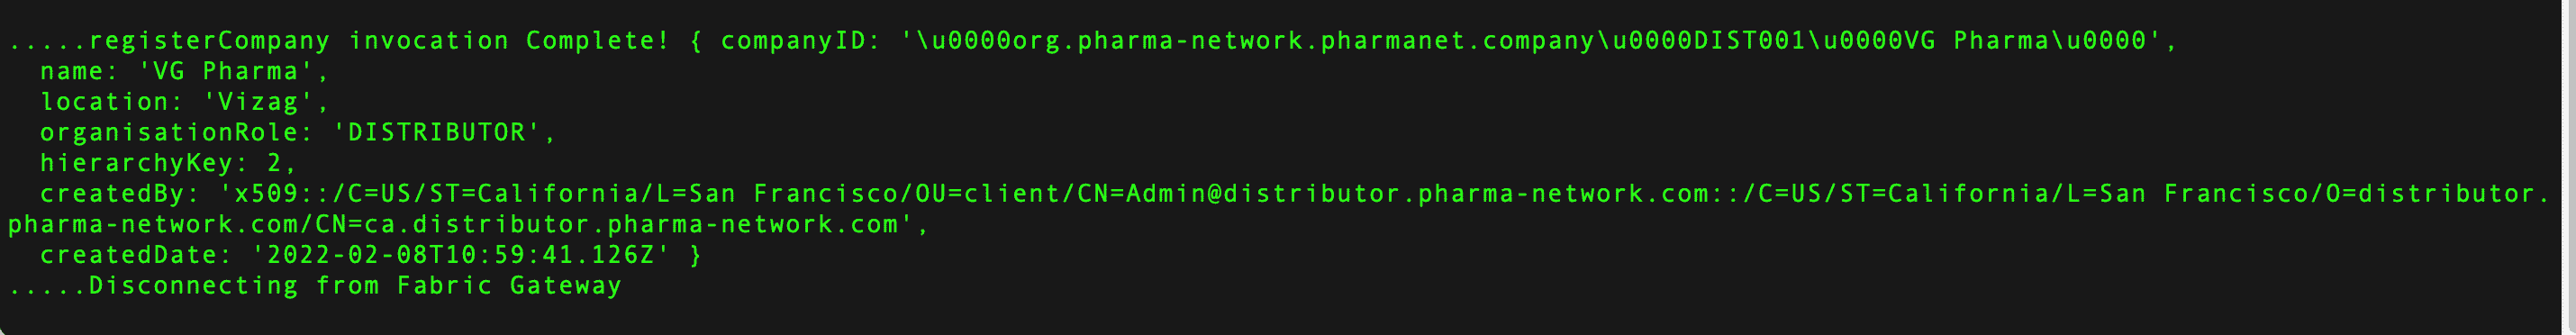 .....registerCompany invocation Complete! { companyID: '\u0000org.pharma-network.pharmanet.company\u0000DIST001\u0000VG Pharma\u0000',
  name: 'VG Pharma',
  location: 'Vizag',
  organisationRole: 'DISTRIBUTOR',
  hierarchyKey: 2,
  createdBy: 'x509::/C=US/ST=California/L=San Francisco/OU=client/CN=Admin@distributor.pharma-network.com::/C=US/ST=California/L=San Francisco/O=distributor.
pharma-network.com/CN=ca.distributor.pharma-network.com',
  createdDate: '2022-02-08T10:59:41.126Z' }
.....Disconnecting from Fabric Gateway